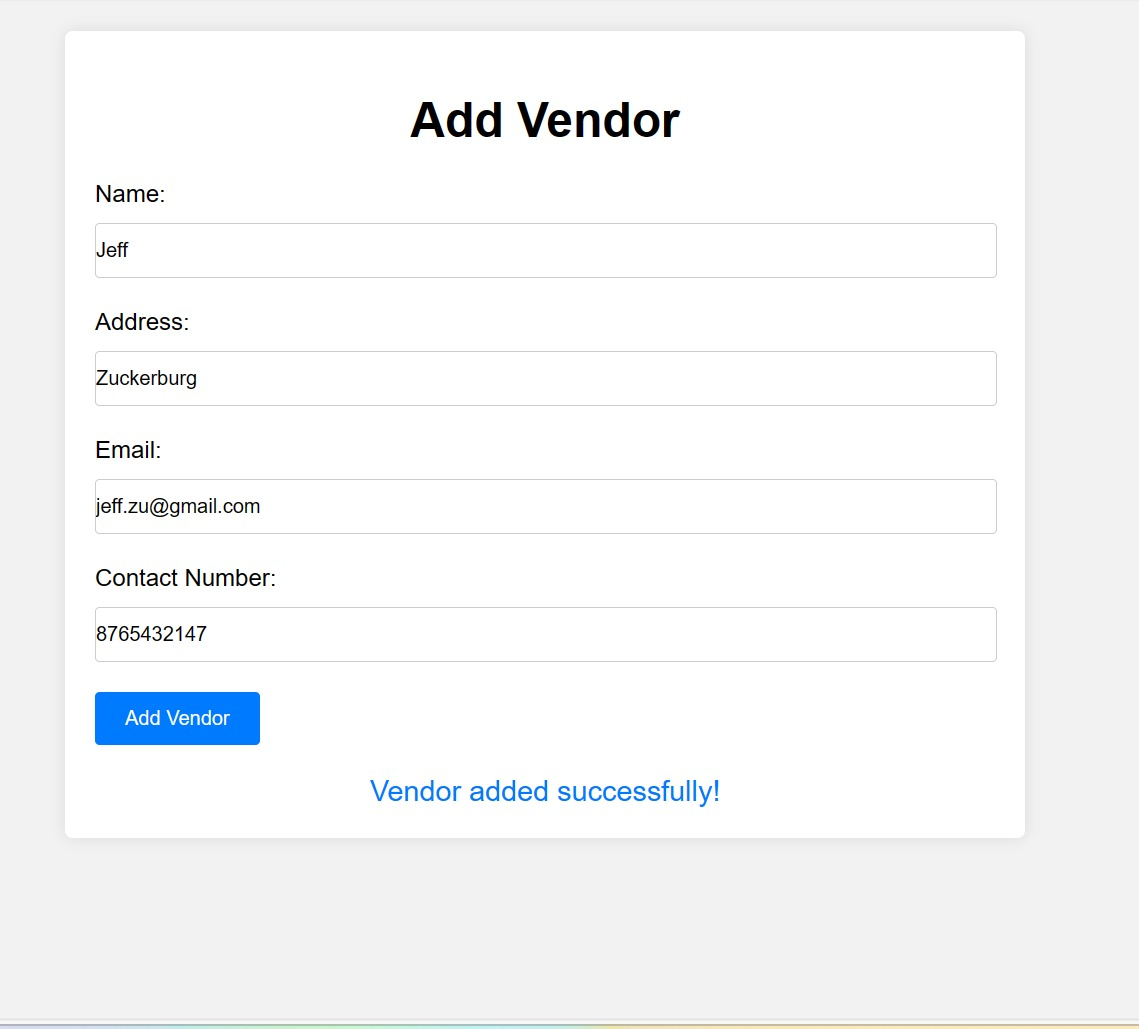 Add Vendor
Name:
Jeff
Address:
Zuckerburg
Email:
jeff.zu@gmail.com
Contact Number:
8765432147
Add Vendor
Vendor added successfully!